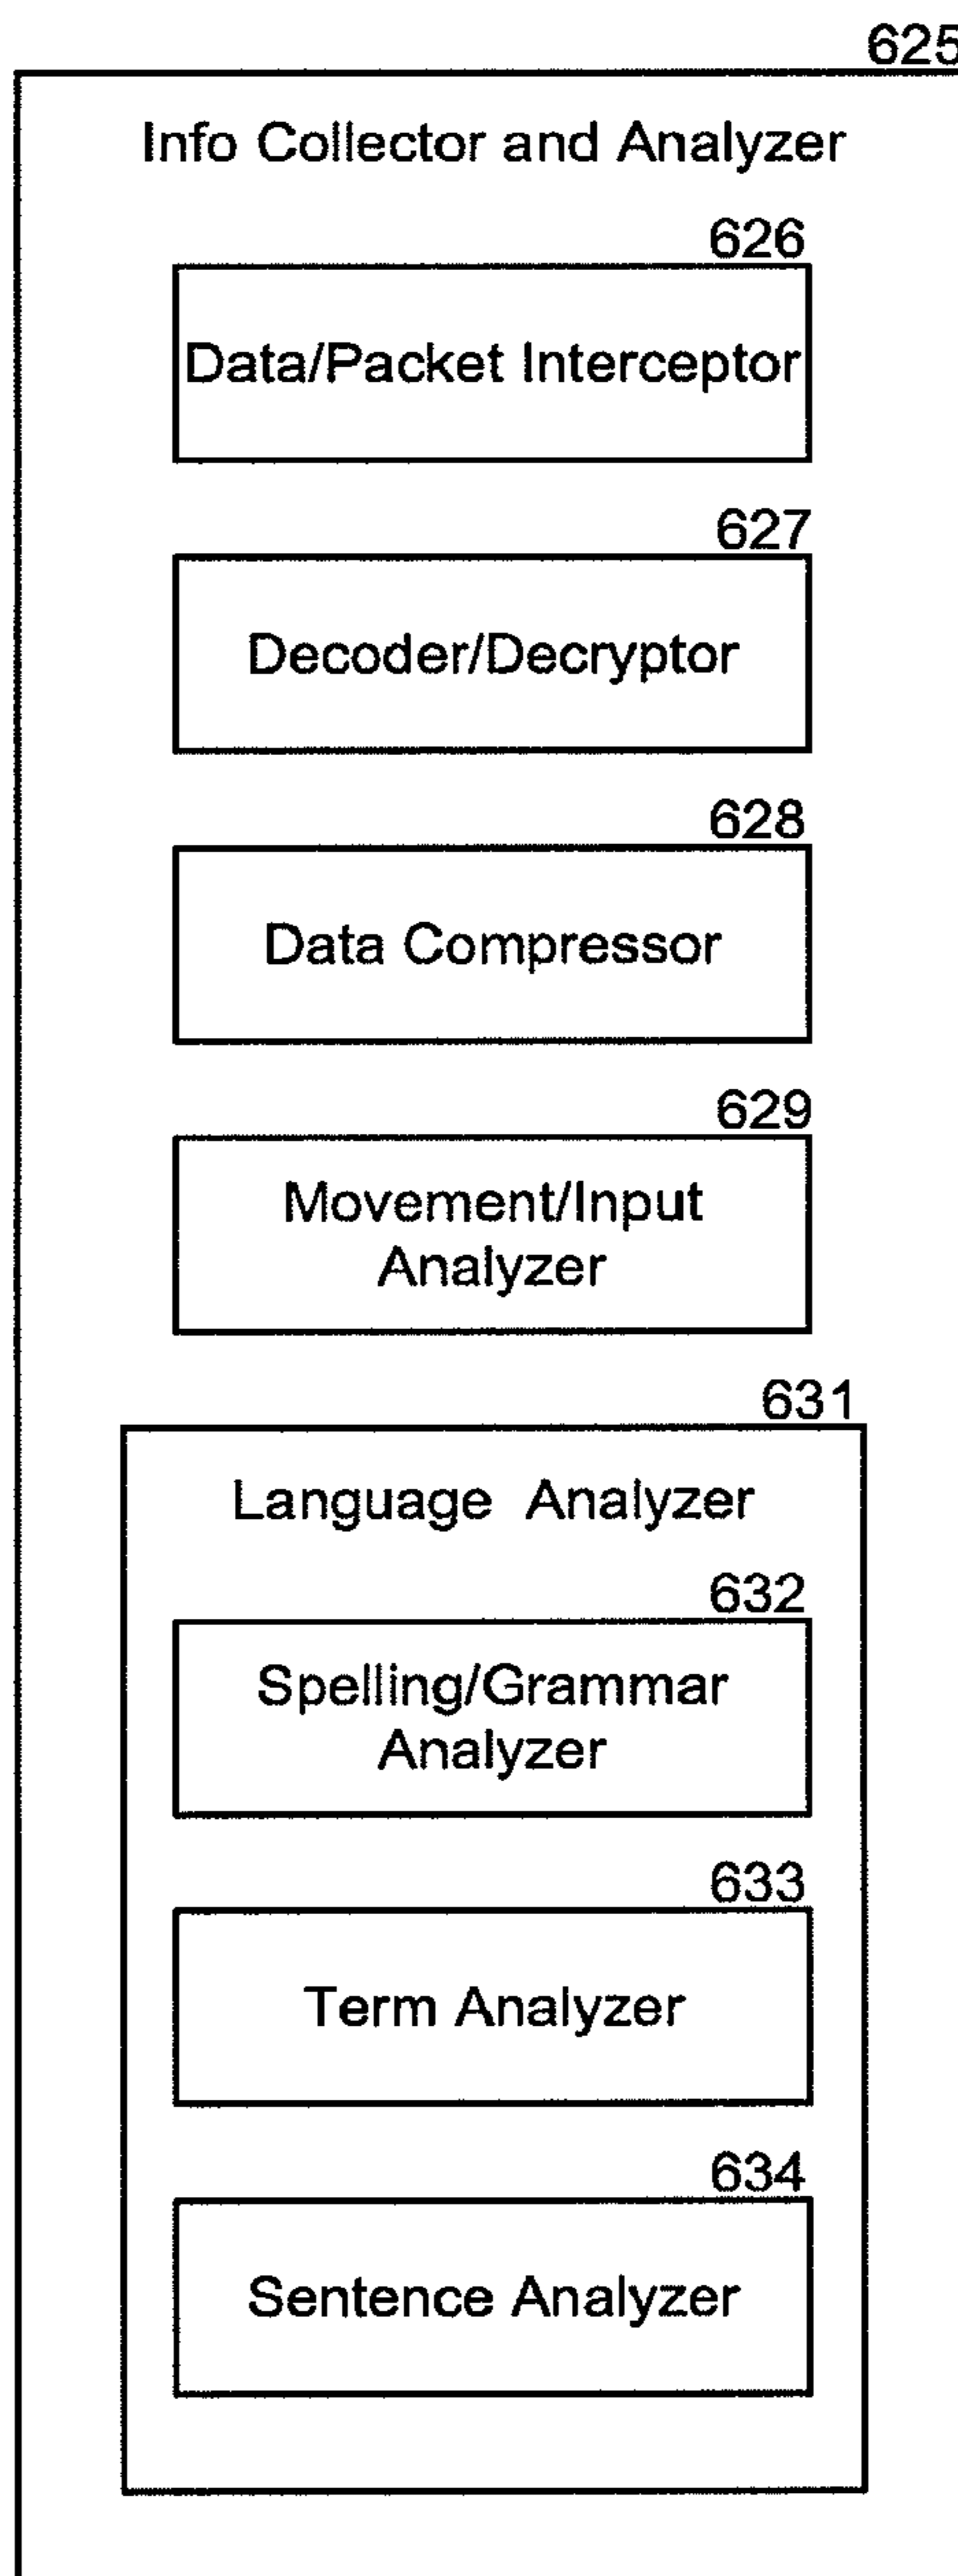 625
Info Collector and Analyzer
626
Data/Packet Interceptor
627
Decoder/Decryptor
628
Data Compressor
629
Movement/Input
Analyzer
631
Language Analyzer
632
Spelling/Grammar
Analyzer
633
Term Analyzer
634
Sentence Analyzer